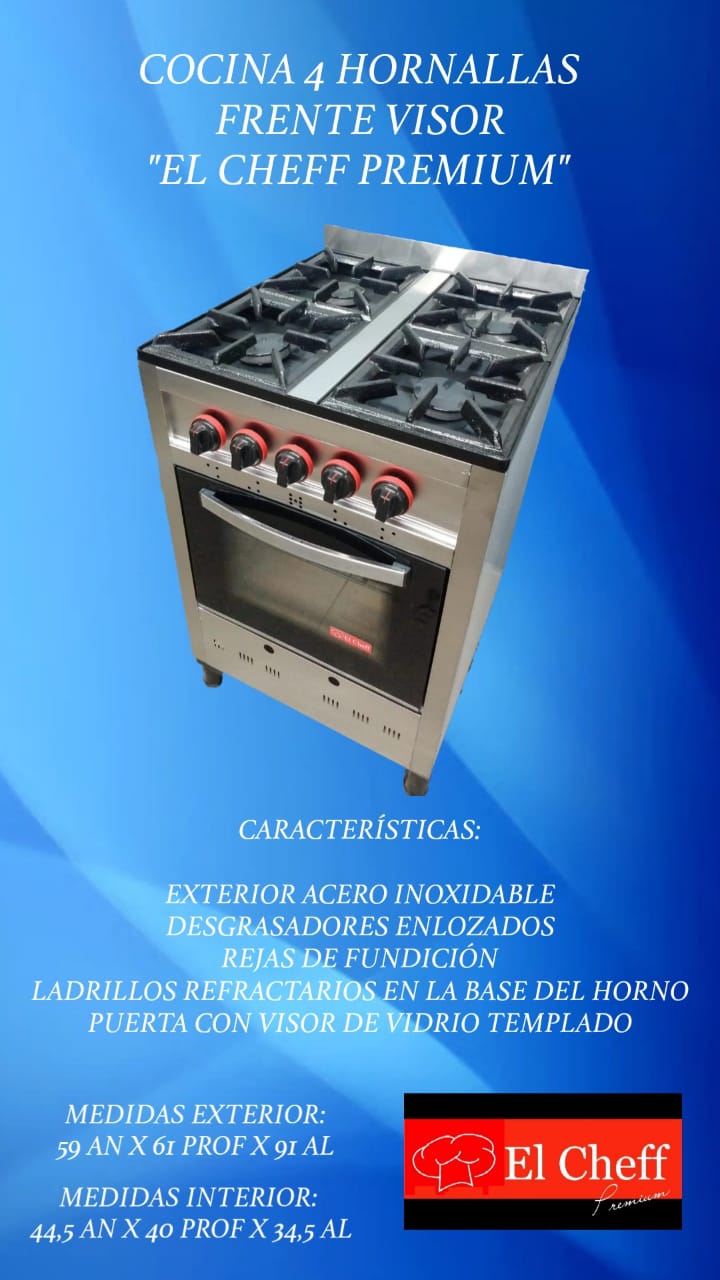 COCINA 4 HORNALLAS
FRENTE VISOR
"EL CHEFF PREMIUM"
El Cheff
CARACTERÍSTICAS:
EXTERIOR ACERO INOXIDABLE
DESGRASADORES ENLOZADOS
REJAS DE FUNDICIÓN
LADRILLOS REFRACTARIOS EN LA BASE DEL HORNO
PUERTA CON VISOR DE VIDRIO TEMPLADO
MEDIDAS EXTERIOR:
59 AN X 61 PROF X 91 AL
MEDIDAS INTERIOR:
44,5 AN X 40 PROF X 34,5 AL
El Cheff
Premium